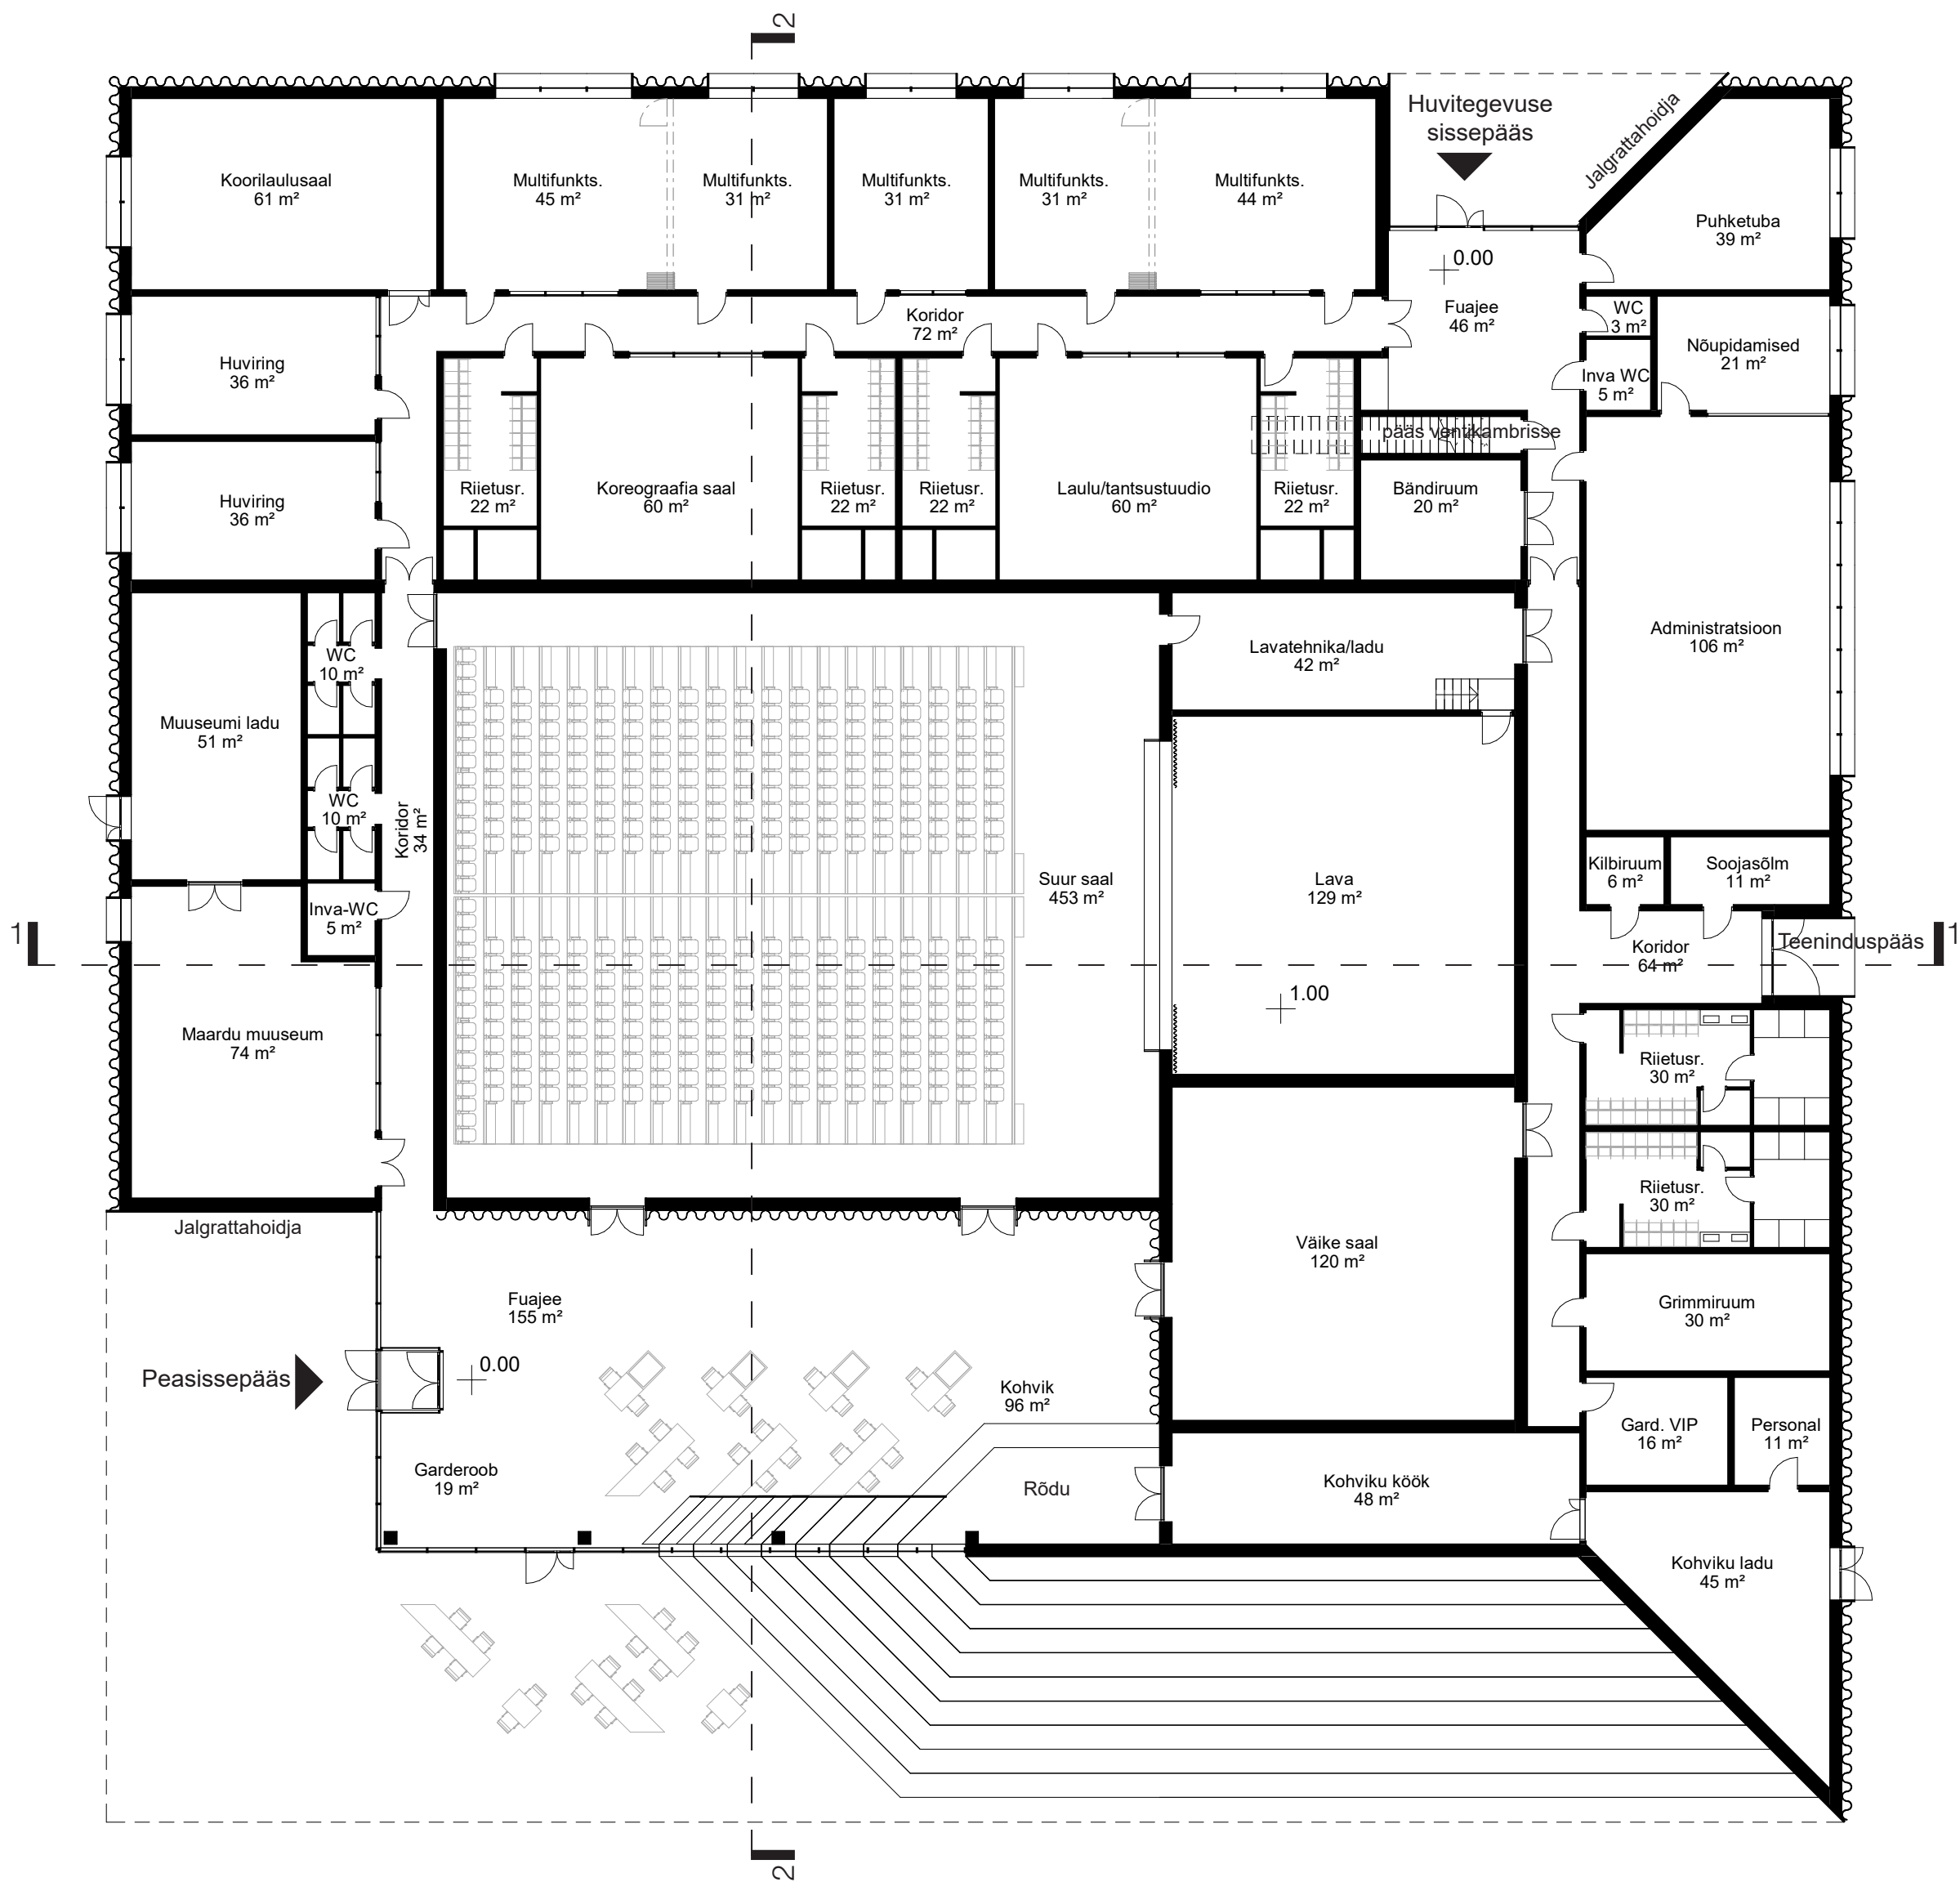 2
Huvitegevuse
sissepääs
Jalgrattahoidja
Koorilaulusaal
61 m²
Multifunkts.
45 m²
Multifunkts.
31 m²
Multifunkts.
31 m²
Multifunkts.
31 m²
Multifunkts.
44 m²
Puhketuba
39 m²
0.00
Fuajee
46 m²
WC
3 m²
Nõupidamised
21 m²
Inva WC
5 m²
Koridor
72 m²
Huviring
36 m²
pääs ventkambrisse
Huviring
36 m²
Riietusr.
22 m²
Koreograafia saal
60 m²
Riietusr.
22 m²
Riietusr.
22 m²
Laulu/tantsustuudio
60 m²
Riietusr.
22 m²
Bändiruum
20 m²
Administratsioon
106 m²
Lavatehnika/ladu
42 m²
WC
10 m²
Muuseumi ladu
51 m²
WC
10 m²
Koridor
34 m²
Kilbiruum
6 m²
Soojasõlm
11 m²
Suur saal
453 m²
Lava
129 m²
Inva-WC
5 m²
1
1
Koridor
64 m²
Teeninduspääs
1.00
Maardu muuseum
74 m²
Riietusr.
30 m²
Riietusr.
30 m²
Jalgrattahoidja
Väike saal
120 m²
Fuajee
155 m²
Grimmiruum
30 m²
Peasissepääs
0.00
Kohvik
96 m²
Gard. VIP
16 m²
Personal
11 m²
Garderoob
19 m²
Rõdu
Kohviku köök
48 m²
Kohviku ladu
45 m²
2